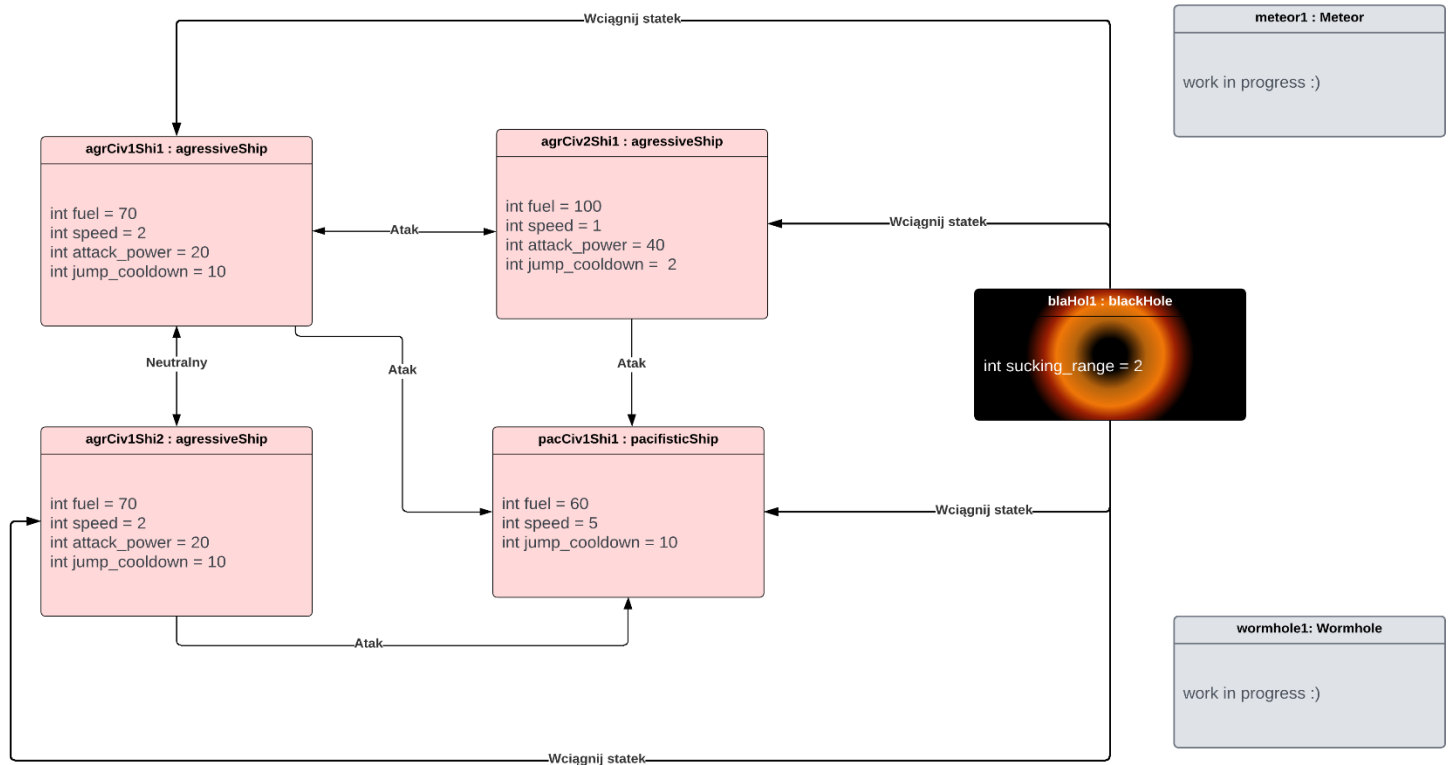 Wciągnij statek
meteor1 : Meteor
work in progress :)
agrCiv1Shi1 : agressiveShip
int fuel = 70
int speed = 2
int attack_power = 20
int jump_cooldown = 10
Atak
agrCiv2Shi1 : agressiveShip
int fuel = 100
int speed = 1
int attack_power = 40
int jump_cooldown =  2
Wciągnij statek
blaHol1 : blackHole
int sucking_range = 2
Neutralny
Atak
Atak
agrCiv1Shi2 : agressiveShip
int fuel = 70
int speed = 2
int attack_power = 20
int jump_cooldown = 10
pacCiv1Shi1 : pacifisticShip
int fuel = 60
int speed = 5
int jump_cooldown = 10
Wciągnij statek
Atak
wormhole1: Wormhole
work in progress :)
Wciągnij statek